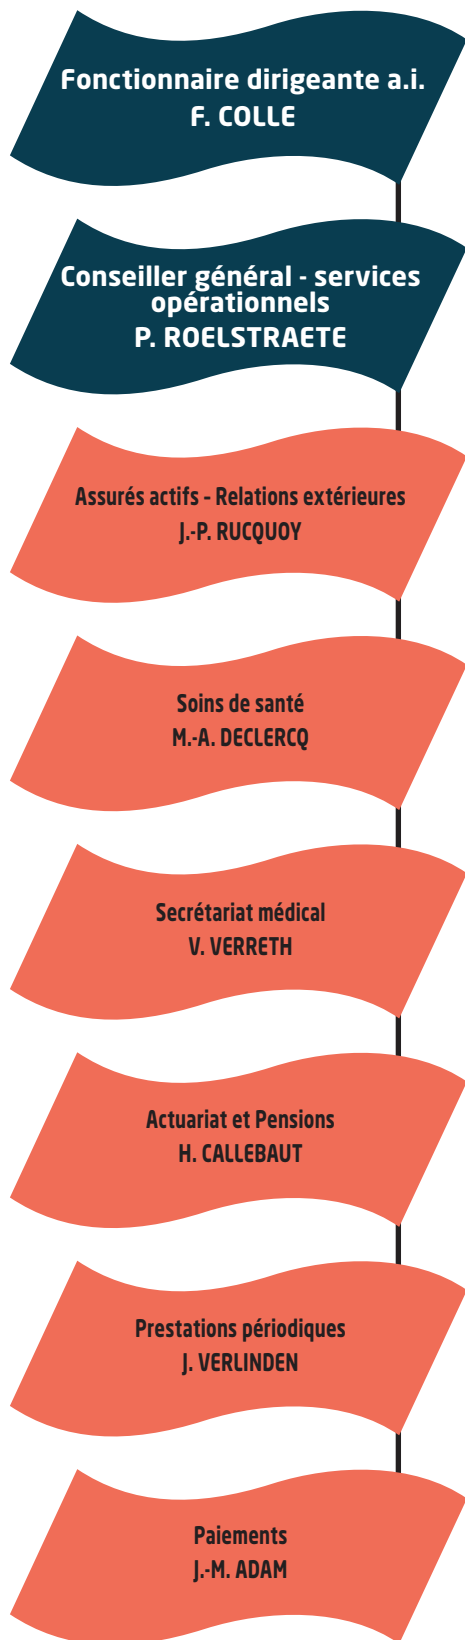 Fonctionnaire dirigeante a.i.
F. COLLE
Conseiller général - services
opérationnels
P. ROELSTRAETE
Assurés actifs - Relations extérieures
J.-P. RUCQUOY
Soins de santé
M.-A. DECLERCQ
Secrétariat médical
V. VERRETH
Actuariat et Pensions
H. CALLEBAUT
Prestations périodiques
J. VERLINDEN
Paiements
J.-M. ADAM